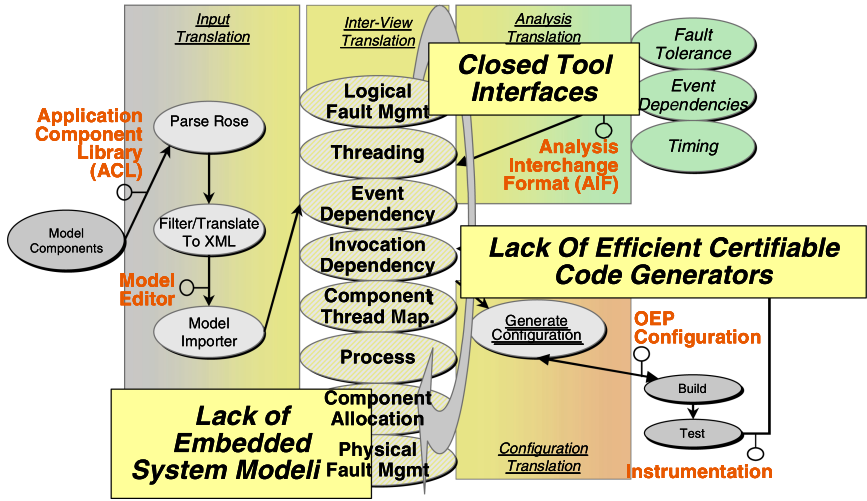 Input
Translation
Inter-View
Translation
Analysis
Translation
Fault
Tolerance
Event
Dependencies
Timing
Closed Tool
Interfaces
Analysis
Interchange
Format (AIF)
Application
Component
Library
(ACL)
Parse Rose
Model
Components
Filter/Translate
To XML
Model
Editor
Model
Importer
Logical
Fault Mgmt
Threading
Event
Dependency
Invocation
Dependency
Component
Thread Map.
Process
Component
Allocation
Physical
Fault Mgmt
Lack Of Efficient Certifiable
Code Generators
Generate
Configuration
OEP
Configuration
Build
Test
Instrumentation
Configuration
Translation
Lack of
Embedded
System Modeli